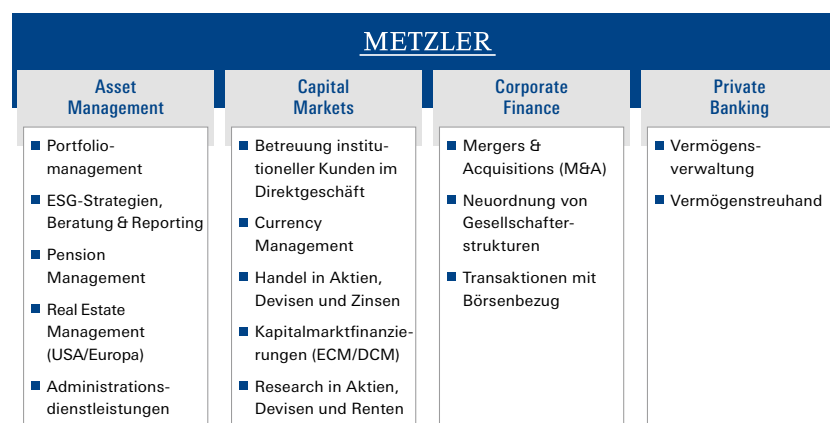 METZLER
Asset
Management
Portfolio-
management
ESG-Strategien,
Beratung & Reporting
Pension
Management
Real Estate
Management
(USA/Europa)
Administrations-
dienstleistungen
Capital
Markets
Betreuung institu-
tioneller Kunden im
Direktgeschäft
Currency
Management
Handel in Aktien,
Devisen und Zinsen
Kapitalmarktfinanzie-
rungen (ECM/DCM)
Research in Aktien,
Devisen und Renten
Corporate
Finance
Mergers &
Acquisitions (M&A)
Neuordnung von
Gesellschafter-
strukturen
Transaktionen mit
Börsenbezug
Private
Banking
Vermögens-
verwaltung
Vermögenstreuhand